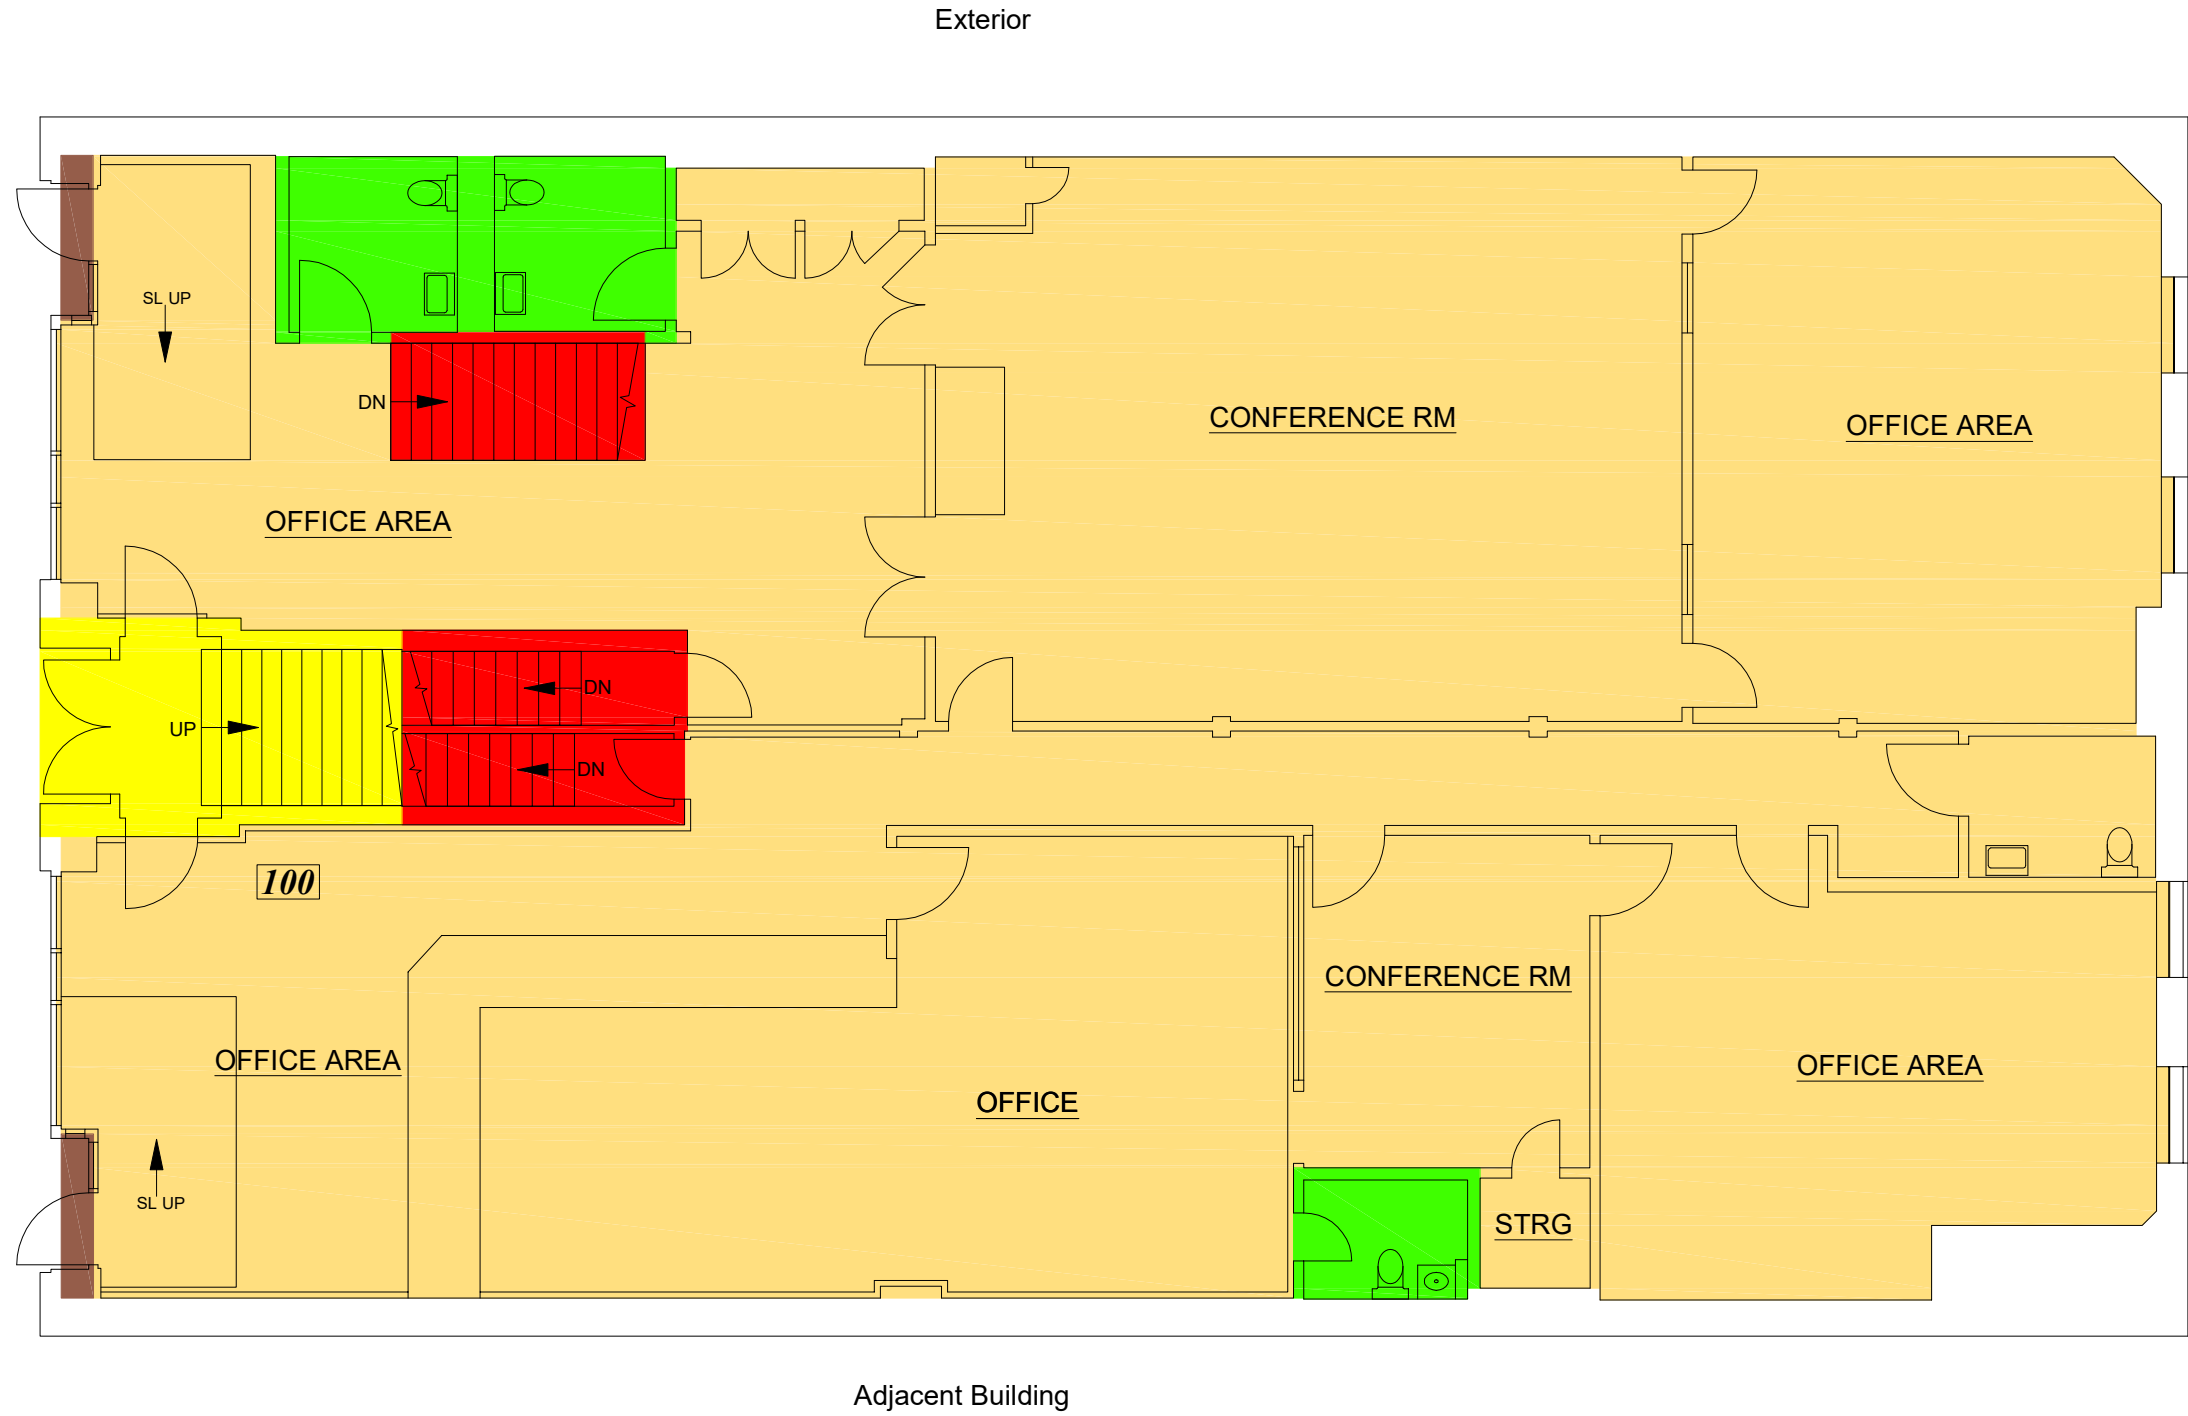 Exterior
SL UP
DN
CONFERENCE RM
OFFICE AREA
OFFICE AREA
DN
UP
DN
100
CONFERENCE RM
OFFICE AREA
OFFICE AREA
OFFICE
SL UP
STRG
Adjacent Building